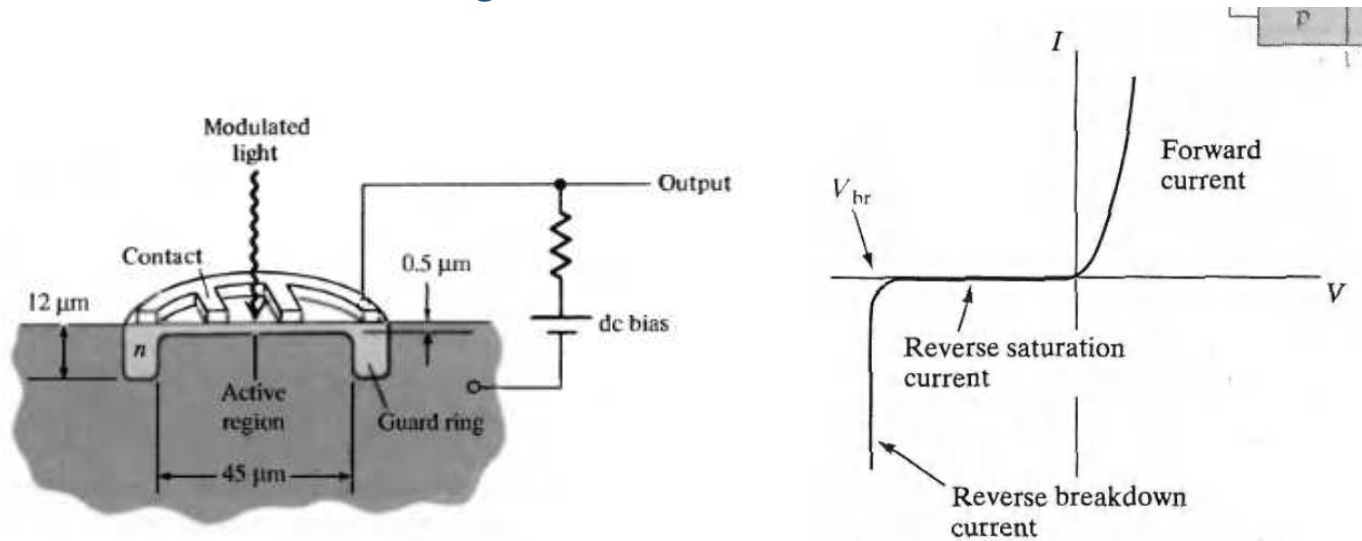 Modulated
light
Output
Contact
0.5 μm
12 μm
dc bias
n
Active
region
Guard ring
45 μm
p
I
Forward
current
V_br
V
Reverse saturation
current
Reverse breakdown
current